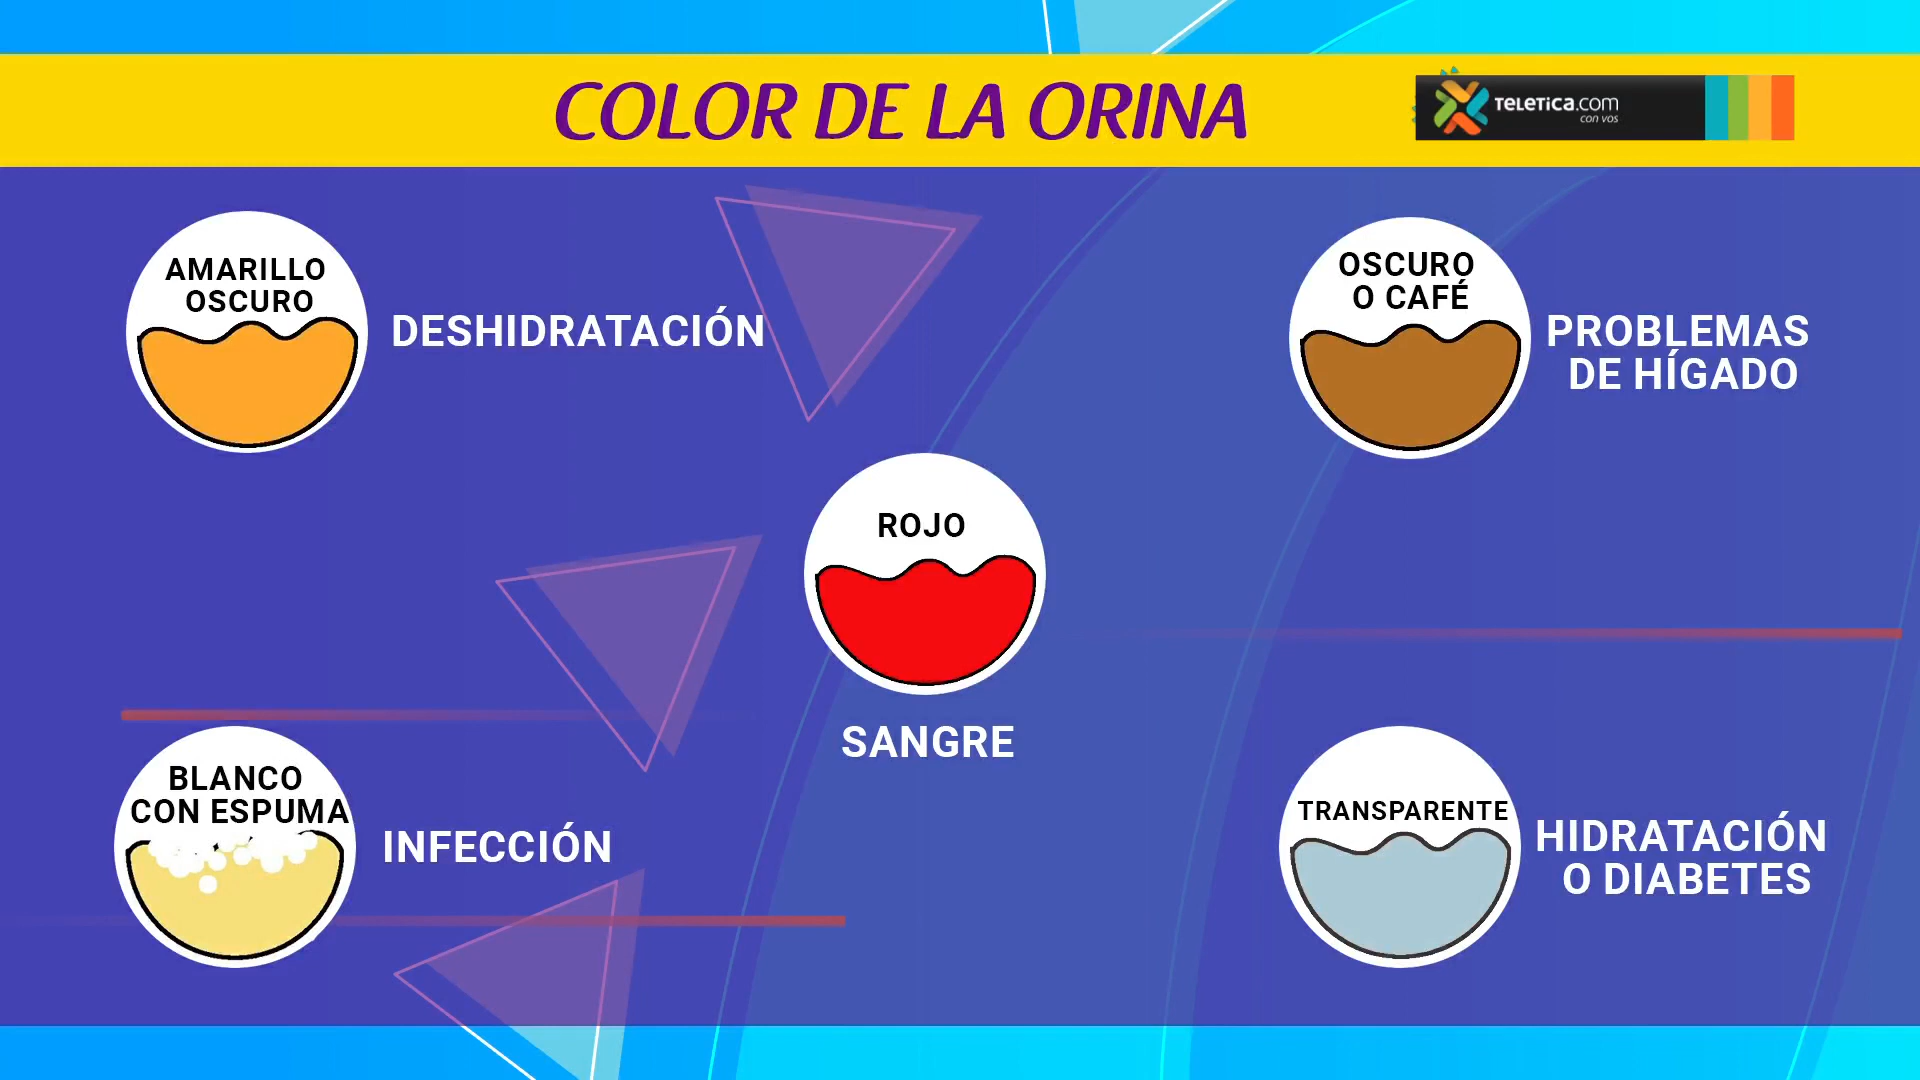 COLOR DE LA ORINA
TELETICA.COM
con vos
AMARILLO
OSCURO
DESHIDRATACIÓN
OSCURO
O CAFÉ
PROBLEMAS
DE HÍGADO
ROJO
SANGRE
BLANCO
CON ESPUMA
INFECCIÓN
TRANSPARENTE
HIDRATACIÓN
O DIABETES